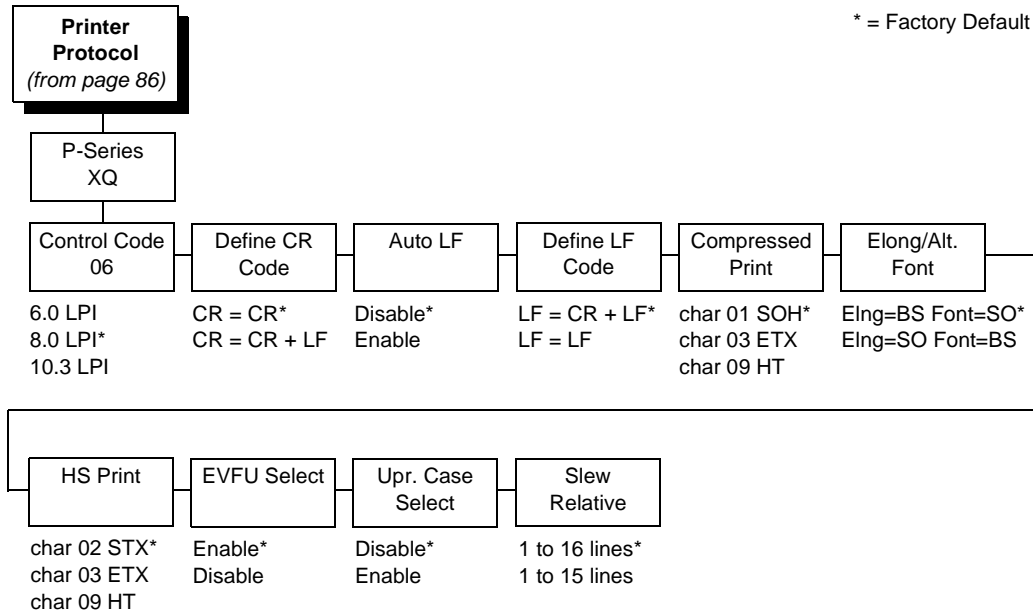 Printer
Protocol
(from page 86)
* = Factory Default
P-Series
XQ
Control Code
06
6.0 LPI
8.0 LPI*
10.3 LPI
Define CR
Code
CR = CR*
CR = CR + LF
Auto LF
Disable*
Enable
Define LF
Code
LF = CR + LF*
LF = LF
Compressed
Print
char 01 SOH*
char 03 ETX
char 09 HT
Elong/Alt.
Font
Elng=BS Font=SO*
Elng=SO Font=BS
HS Print
char 02 STX*
char 03 ETX
char 09 HT
EVFU Select
Enable*
Disable
Upr. Case
Select
Disable*
Enable
Slew
Relative
1 to 16 lines*
1 to 15 lines